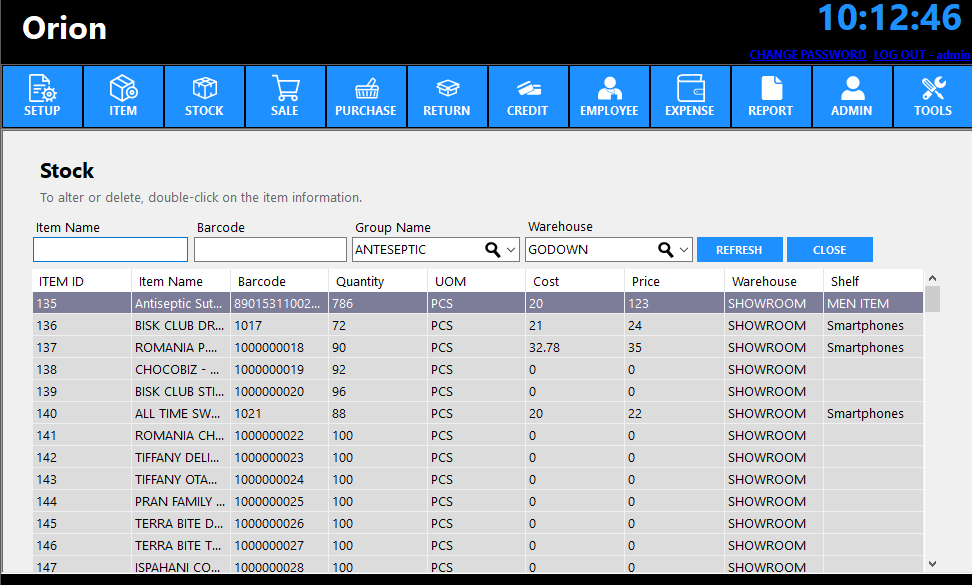 Orion
10:12:46
CHANGE PASSWORD LOG OUT - admin
SETUP ITEM STOCK SALE PURCHASE RETURN CREDIT EMPLOYEE EXPENSE REPORT ADMIN TOOLS
Stock
To alter or delete, double-click on the item information.
Item Name Barcode Group Name Warehouse
ANTESEPTIC GODOWN REFRESH CLOSE
ITEM ID Item Name Barcode Quantity UOM Cost Price Warehouse Shelf
135 Antiseptic Sut... 89015311002... 786 PCS 20 123 SHOWROOM MEN ITEM
136 BISK CLUB DR... 1017 72 PCS 21 24 SHOWROOM Smartphones
137 ROMANIA P.... 1000000018 90 PCS 32.78 35 SHOWROOM Smartphones
138 CHOCOBIZ - ... 1000000019 92 PCS 0 0 SHOWROOM
139 BISK CLUB STI... 1000000020 96 PCS 0 0 SHOWROOM
140 ALL TIME SW... 1021 88 PCS 20 22 SHOWROOM Smartphones
141 ROMANIA CH... 1000000022 100 PCS 0 0 SHOWROOM
142 TIFFANY DELI... 1000000023 100 PCS 0 0 SHOWROOM
143 TIFFANY OTA... 1000000024 100 PCS 0 0 SHOWROOM
144 PRAN FAMILY ... 1000000025 100 PCS 0 0 SHOWROOM
145 TERRA BITE D... 1000000026 100 PCS 0 0 SHOWROOM
146 TERRA BITE T... 1000000027 100 PCS 0 0 SHOWROOM
147 ISPAHANI CO... 1000000028 100 PCS 0 0 SHOWROOM